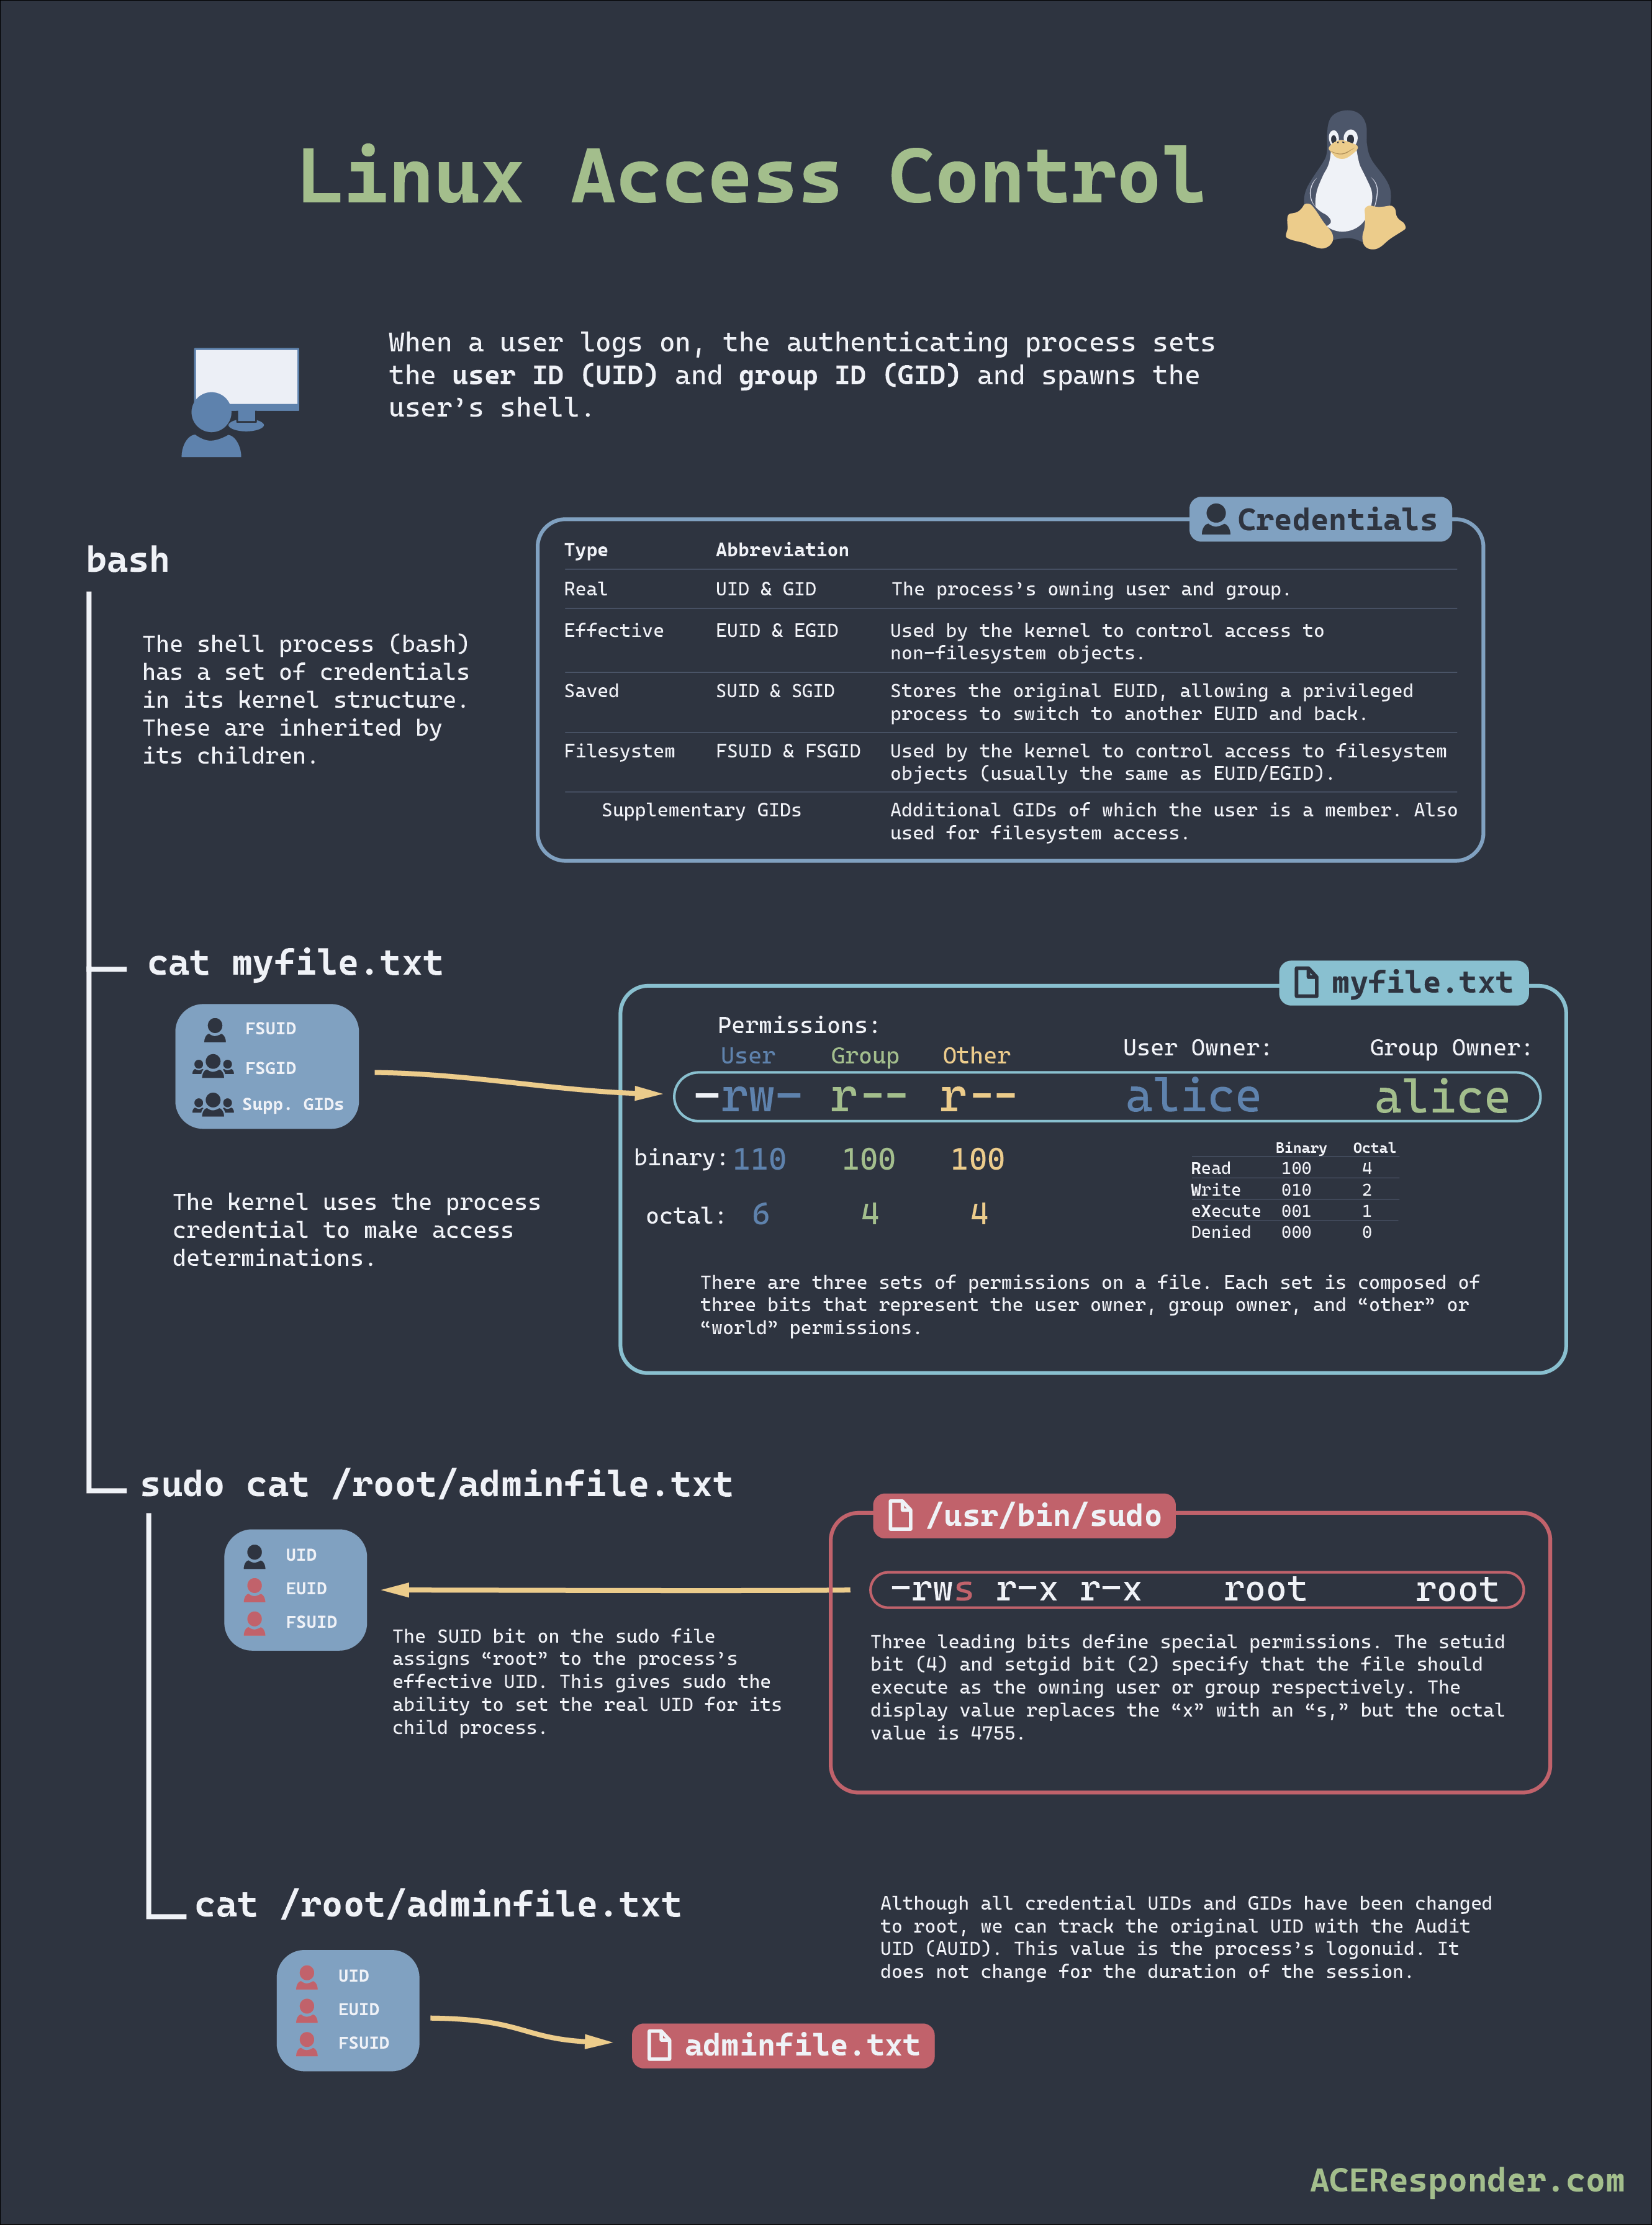 Linux Access Control
When a user logs on, the authenticating process sets
the user ID (UID) and group ID (GID) and spawns the
user’s shell.
bash
The shell process (bash)
has a set of credentials
in its kernel structure.
These are inherited by
its children.
Credentials
Type Abbreviation
Real UID & GID The process’s owning user and group.
Effective EUID & EGID Used by the kernel to control access to
non-filesystem objects.
Saved SUID & SGID Stores the original EUID, allowing a privileged
process to switch to another EUID and back.
Filesystem FSUID & FSGID Used by the kernel to control access to filesystem
objects (usually the same as EUID/EGID).
Supplementary GIDs Additional GIDs of which the user is a member. Also
used for filesystem access.
cat myfile.txt
FSUID
FSGID
Supp. GIDs
The kernel uses the process
credential to make access
determinations.
myfile.txt
Permissions:
User Group Other User Owner: Group Owner:
-rw- r-- r-- alice alice
binary: 110 100 100
octal: 6 4 4
Binary Octal
Read 100 4
Write 010 2
eXecute 001 1
Denied 000 0
There are three sets of permissions on a file. Each set is composed of
three bits that represent the user owner, group owner, and “other” or
“world” permissions.
sudo cat /root/adminfile.txt
UID
EUID
FSUID
The SUID bit on the sudo file
assigns “root” to the process’s
effective UID. This gives sudo the
ability to set the real UID for its
child process.
/usr/bin/sudo
-rws r-x r-x root root
Three leading bits define special permissions. The setuid
bit (4) and setgid bit (2) specify that the file should
execute as the owning user or group respectively. The
display value replaces the “x” with an “s,” but the octal
value is 4755.
cat /root/adminfile.txt
UID
EUID
FSUID
adminfile.txt
Although all credential UIDs and GIDs have been changed
to root, we can track the original UID with the Audit
UID (AUID). This value is the process’s logonuid. It
does not change for the duration of the session.
ACEResponder.com